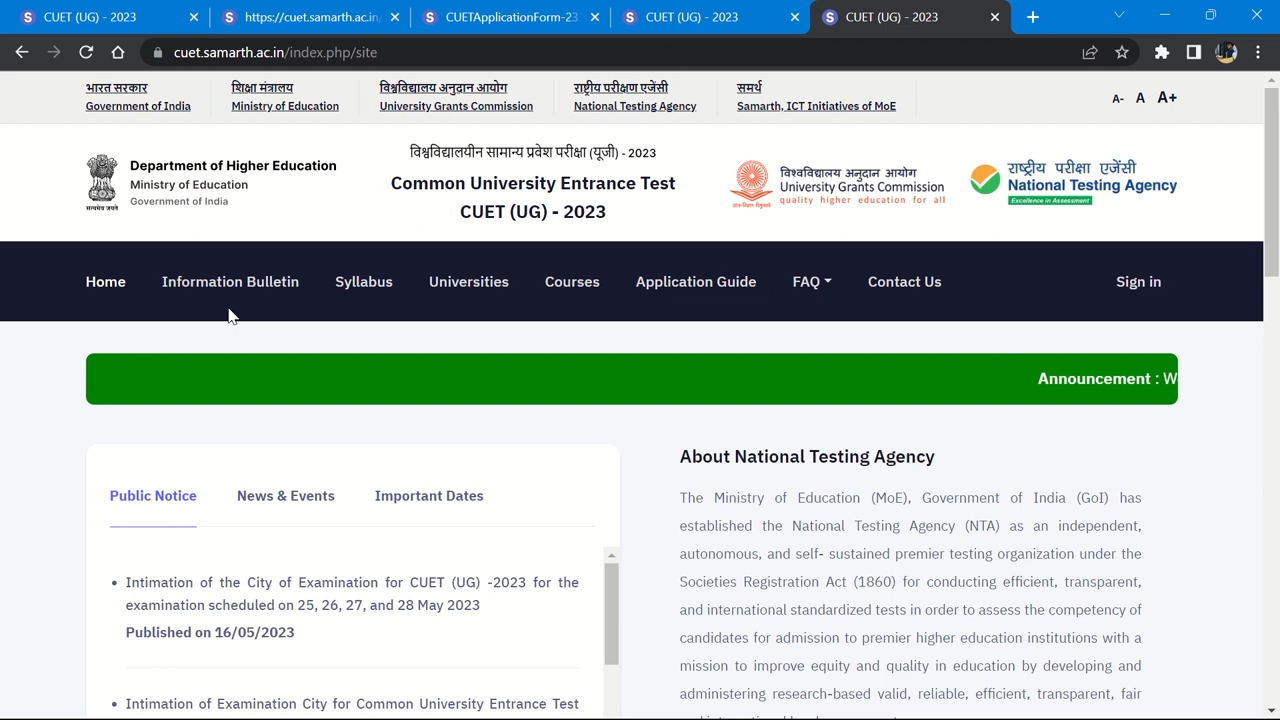 CUET (UG) - 2023
https://cuet.samarth.ac.in/
CUETApplicationForm-23
CUET (UG) - 2023
CUET (UG) - 2023
cuet.samarth.ac.in/index.php/site
भारत सरकार
Government of India
शिक्षा मंत्रालय
Ministry of Education
विश्वविद्यालय अनुदान आयोग
University Grants Commission
राष्ट्रीय परीक्षण एजेंसी
National Testing Agency
समर्थ
Samarth, ICT Initiatives of MoE
A- A A+
सत्यमेव जयते
Department of Higher Education
Ministry of Education
Government of India
विश्वविद्यालयीन सामान्य प्रवेश परीक्षा (यूजी) - 2023
Common University Entrance Test
CUET (UG) - 2023
विश्वविद्यालय अनुदान आयोग
University Grants Commission
quality higher education for all
राष्ट्रीय परीक्षा एजेंसी
National Testing Agency
Excellence in Assessment
Home Information Bulletin Syllabus Universities Courses Application Guide FAQ Contact Us Sign in
Announcement : W
Public Notice News & Events Important Dates
Intimation of the City of Examination for CUET (UG) -2023 for the
examination scheduled on 25, 26, 27, and 28 May 2023
Published on 16/05/2023
Intimation of Examination City for Common University Entrance Test
About National Testing Agency
The Ministry of Education (MoE), Government of India (GoI) has
established the National Testing Agency (NTA) as an independent,
autonomous, and self- sustained premier testing organization under the
Societies Registration Act (1860) for conducting efficient, transparent,
and international standardized tests in order to assess the competency of
candidates for admission to premier higher education institutions with a
mission to improve equity and quality in education by developing and
administering research-based valid, reliable, efficient, transparent, fair